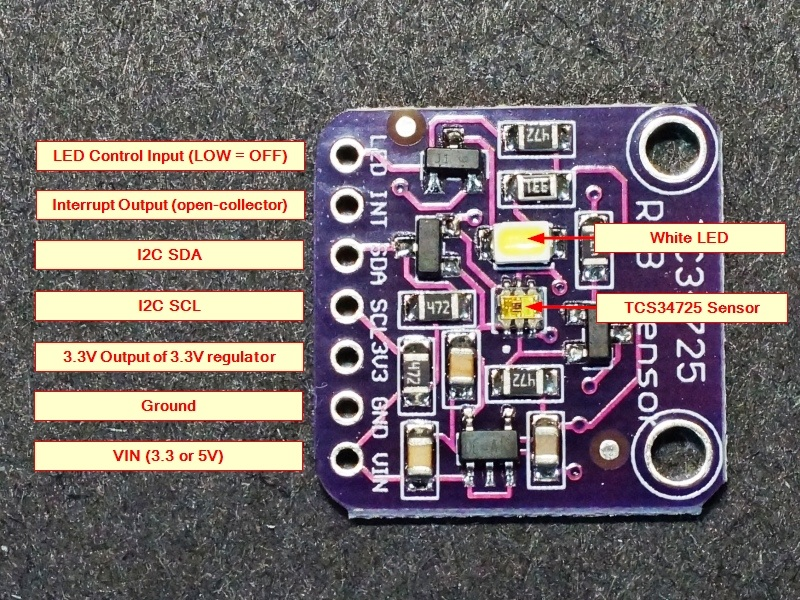 LED Control Input (LOW = OFF)
Interrupt Output (open-collector)
I2C SDA
I2C SCL
3.3V Output of 3.3V regulator
Ground
VIN (3.3 or 5V)
White LED
TCS34725 Sensor
LED
INT
SDA
SCL
3V3
GND
VIN
472
331
472
472
472